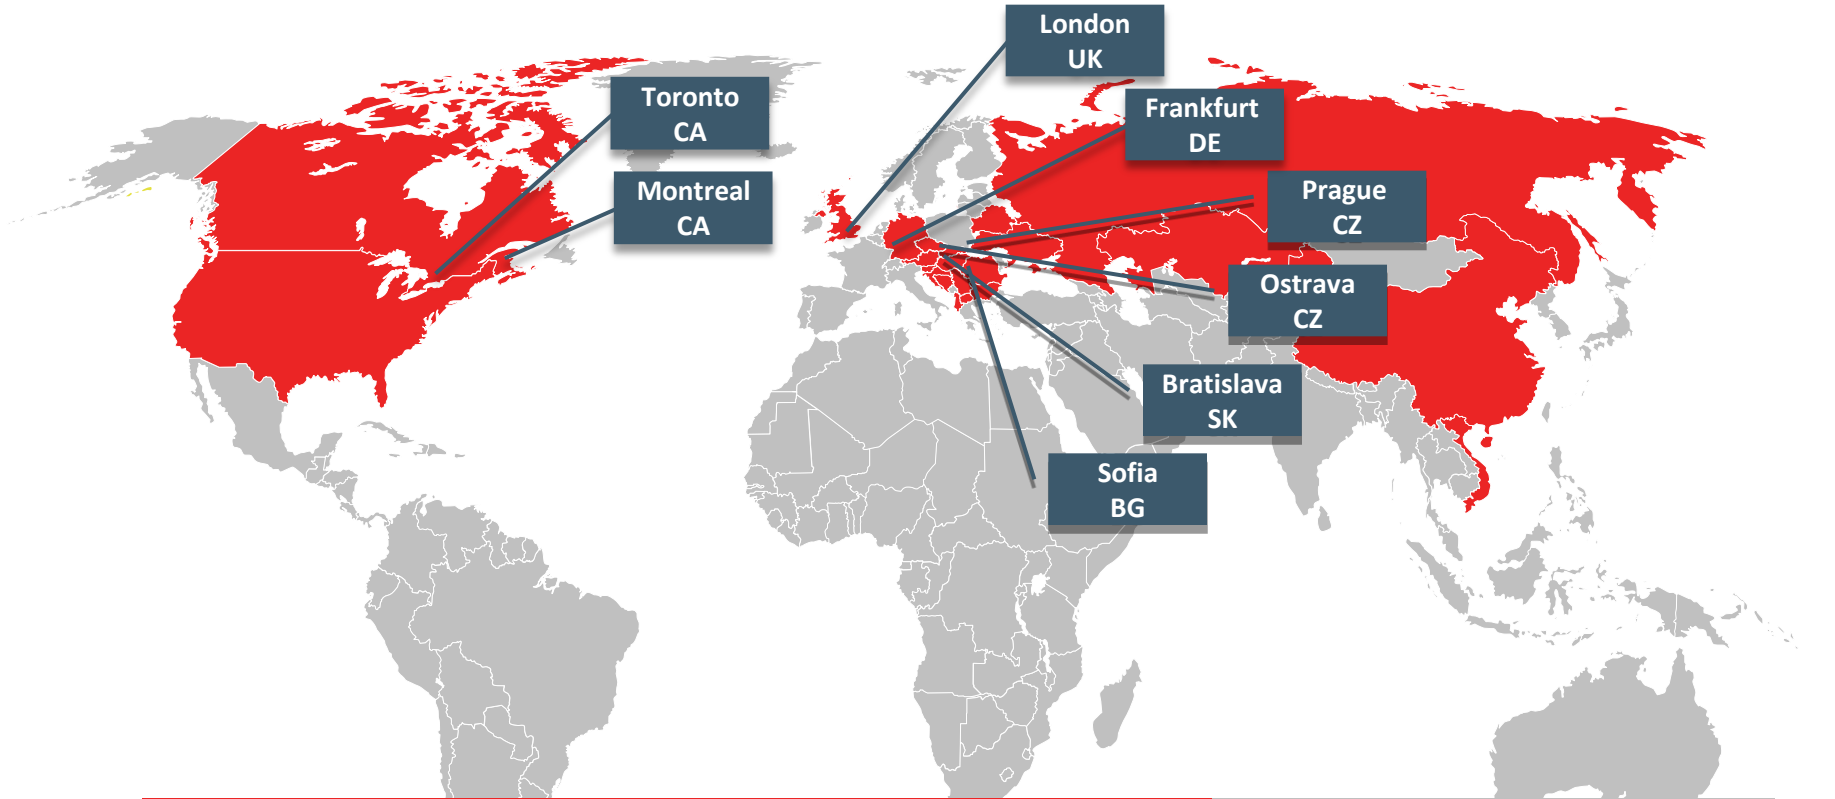 London
UK
Toronto
CA
Frankfurt
DE
Montreal
CA
Prague
CZ
Ostrava
CZ
Bratislava
SK
Sofia
BG